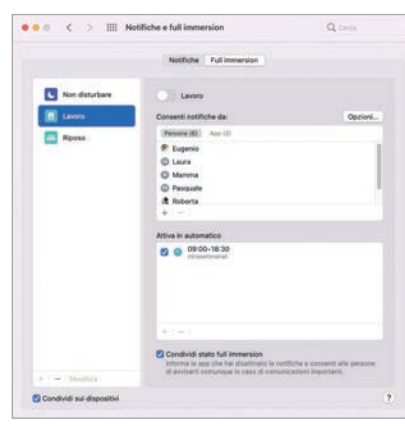 Notifiche e full immersion
Cerca
Notifiche Full immersion
Non disturbare
Lavoro
Riposo
Lavoro
Consenti notifiche da:
Opzioni...
Persone (6) App (2)
Eugenio
Laura
Mamma
Pasquale
Roberta
+ −
Attiva in automatico
09:00-18:30
Infrasettimanali
+ −
Condividi stato full immersion
Informa le app che hai disattivato le notifiche e consenti alle persone
di avvisarti comunque in caso di comunicazioni importanti.
+ − Modifica
Condividi sui dispositivi
?